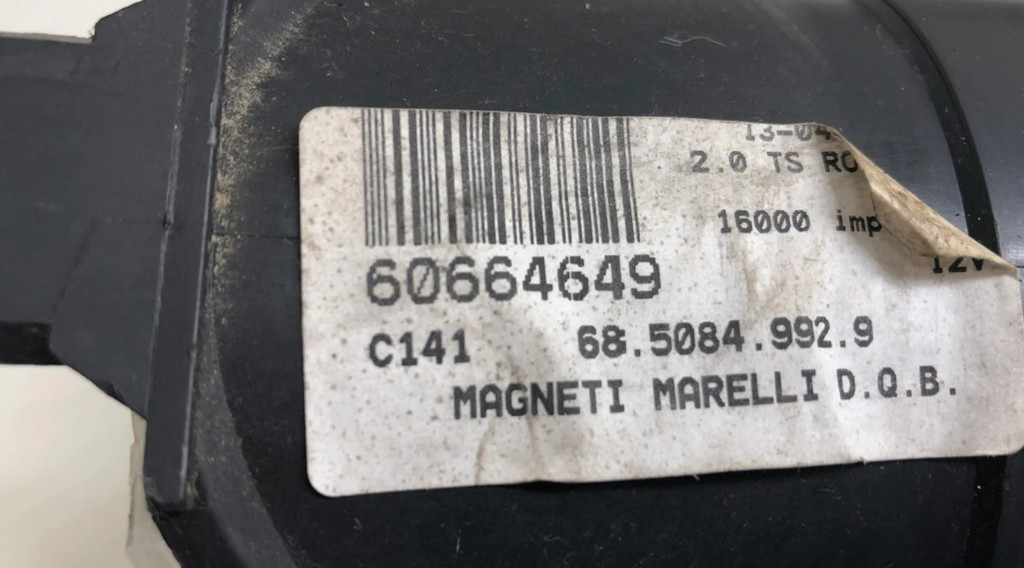 13-04
2.0 TS RO
16000 imp
12V
60664649
C141 68.5084.992.9
MAGNETI MARELLI D.Q.B.